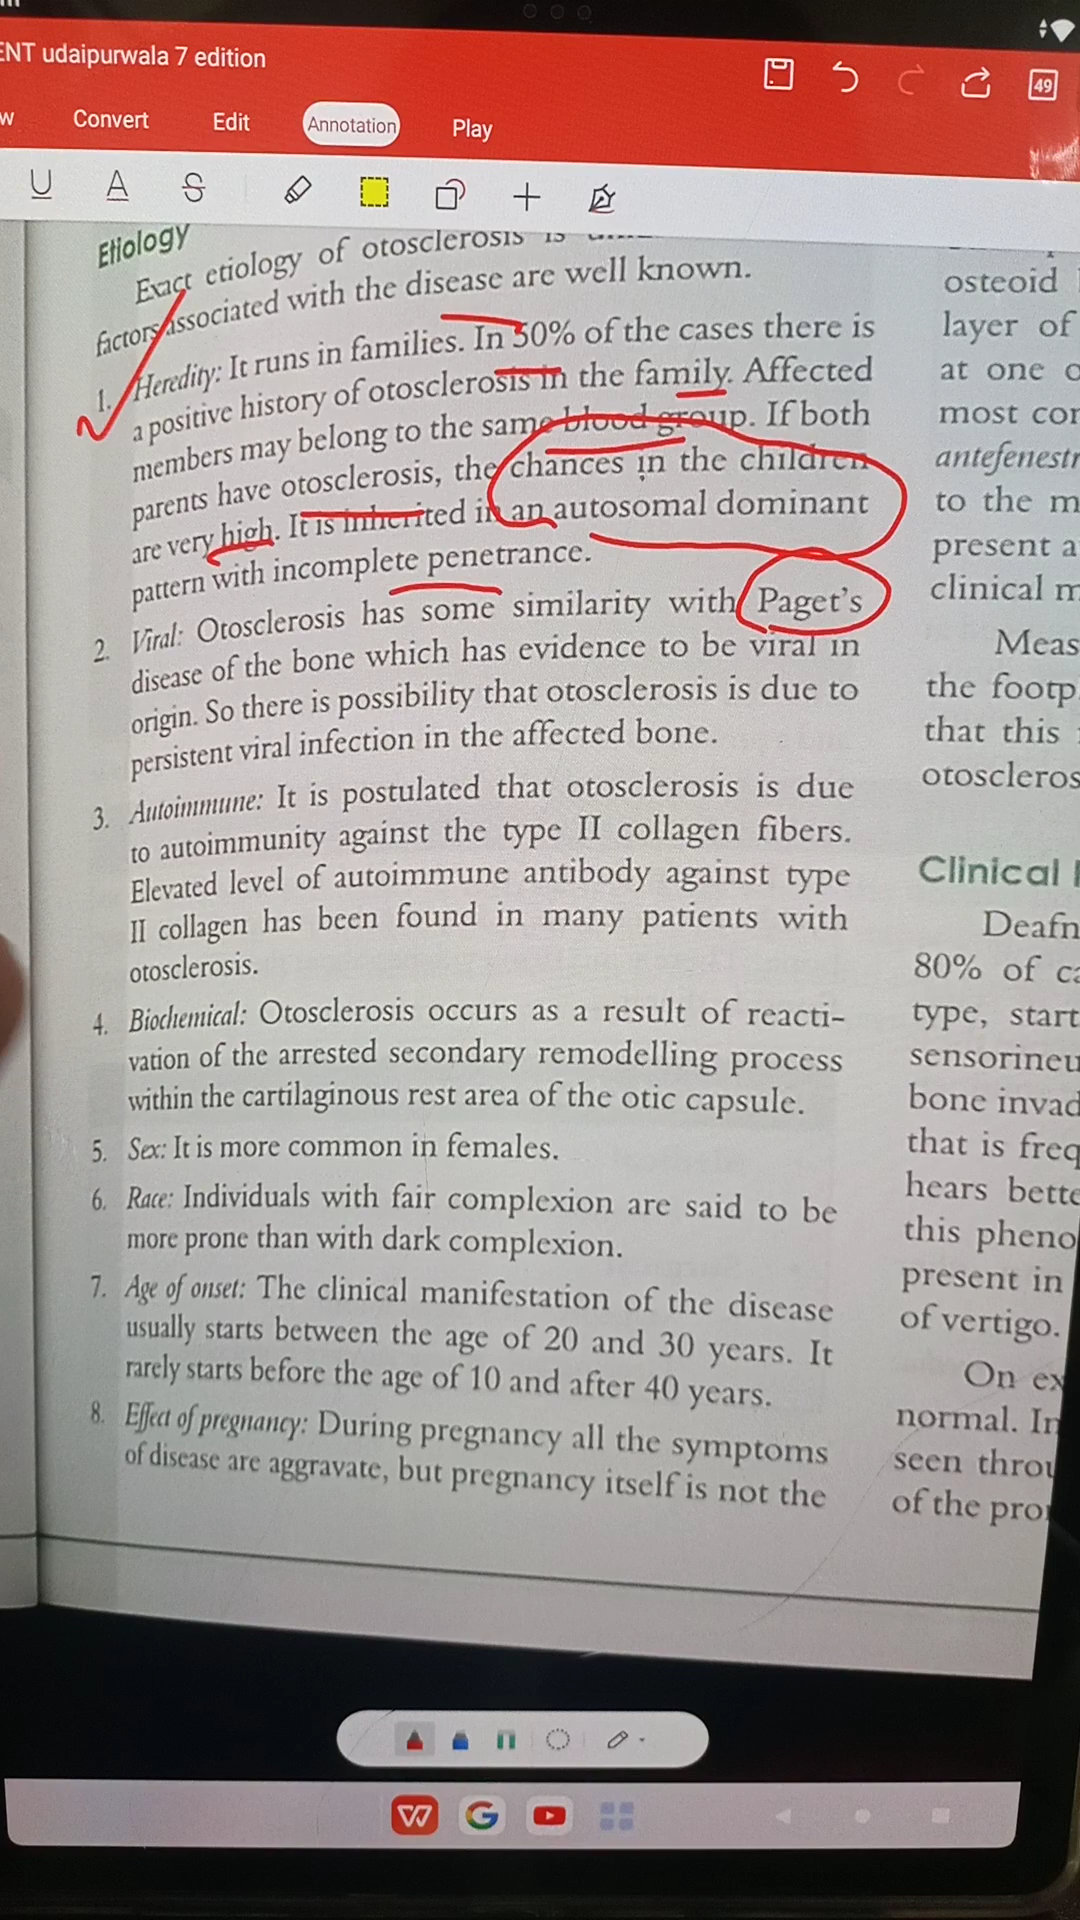 ENT udaipurwala 7 edition
49
w Convert Edit Annotation Play
U A S
Etiology
Exact etiology of otosclerosis is
factors associated with the disease are well known.
1. Heredity: It runs in families. In 50% of the cases there is
a positive history of otosclerosis in the family. Affected
members may belong to the same blood group. If both
parents have otosclerosis, the chances in the children
are very high. It is inherited in an autosomal dominant
pattern with incomplete penetrance.
2. Viral: Otosclerosis has some similarity with Paget's
disease of the bone which has evidence to be viral in
origin. So there is possibility that otosclerosis is due to
persistent viral infection in the affected bone.
3. Autoimmune: It is postulated that otosclerosis is due
to autoimmunity against the type II collagen fibers.
Elevated level of autoimmune antibody against type
II collagen has been found in many patients with
otosclerosis.
4. Biochemical: Otosclerosis occurs as a result of reacti-
vation of the arrested secondary remodelling process
within the cartilaginous rest area of the otic capsule.
5. Sex: It is more common in females.
6. Race: Individuals with fair complexion are said to be
more prone than with dark complexion.
7. Age of onset: The clinical manifestation of the disease
usually starts between the age of 20 and 30 years. It
rarely starts before the age of 10 and after 40 years.
8. Effect of pregnancy: During pregnancy all the symptoms
of disease are aggravate, but pregnancy itself is not the
osteoid
layer of
at one
most cor
antefenestr
to the m
present a
clinical m
Meas
the footp
that this
otoscleros
Clinical
Deafn
80% of ca
type, start
sensorineu
bone invad
that is freq
hears bette
this pheno
present in
of vertigo.
On ex
normal. In
seen throu
of the pro